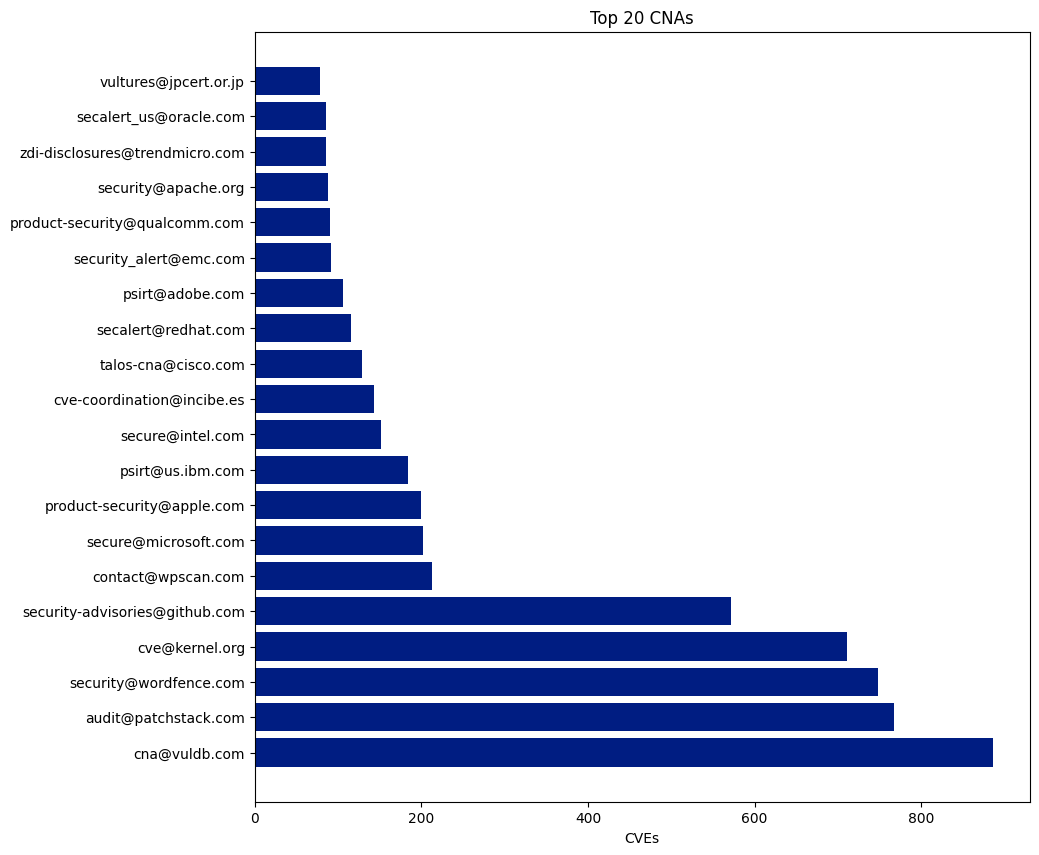 Top 20 CNAs
vultures@jpcert.or.jp
secalert_us@oracle.com
zdi-disclosures@trendmicro.com
security@apache.org
product-security@qualcomm.com
security_alert@emc.com
psirt@adobe.com
secalert@redhat.com
talos-cna@cisco.com
cve-coordination@incibe.es
secure@intel.com
psirt@us.ibm.com
product-security@apple.com
secure@microsoft.com
contact@wpscan.com
security-advisories@github.com
cve@kernel.org
security@wordfence.com
audit@patchstack.com
cna@vuldb.com
0 200 400 600 800
CVEs